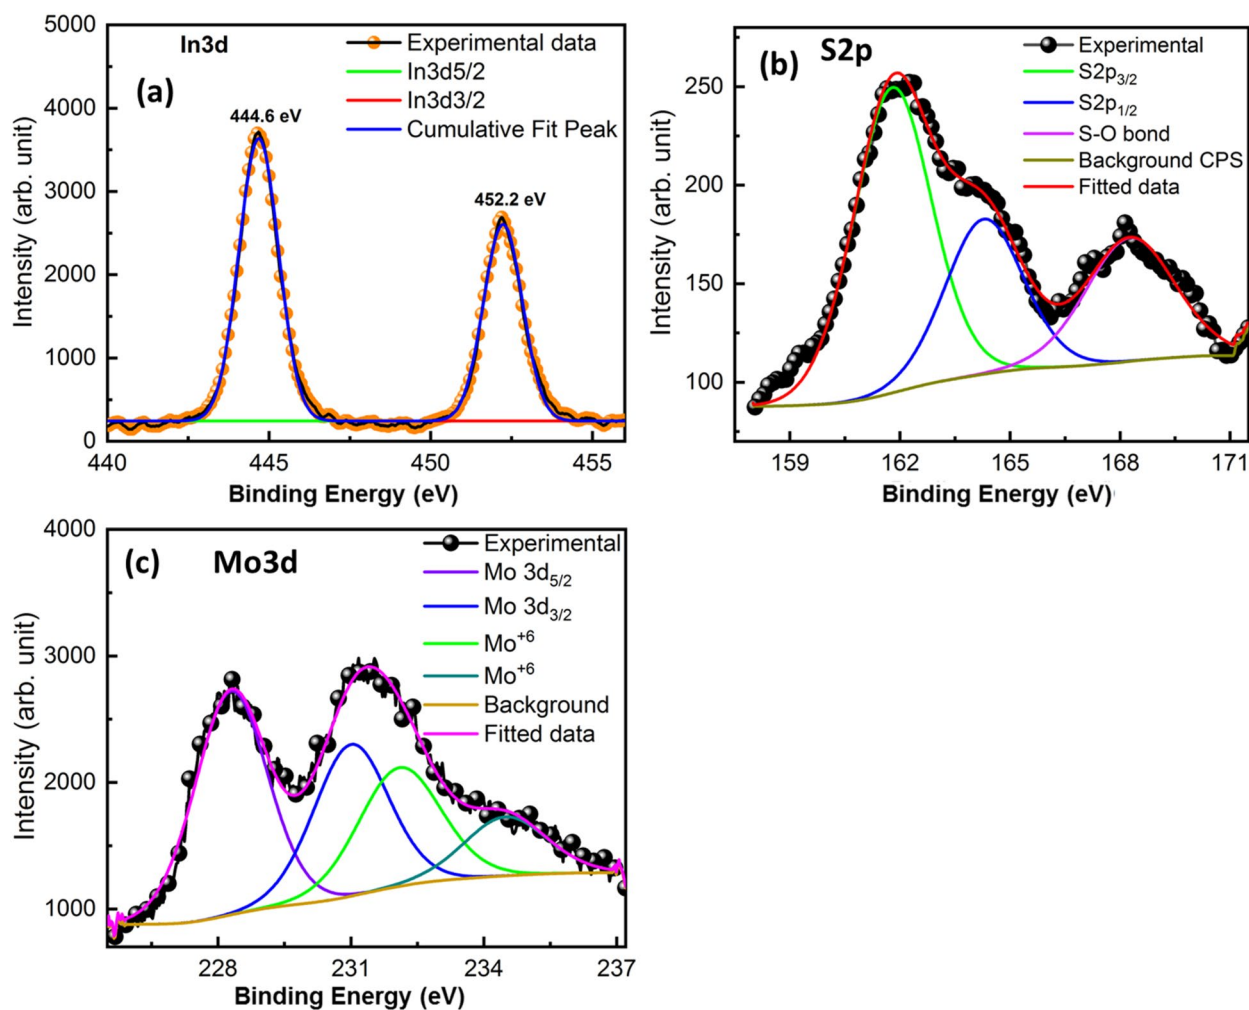 In3d
(a)
Experimental data
In3d5/2
In3d3/2
Cumulative Fit Peak
444.6 eV
452.2 eV
5000
4000
3000
2000
1000
0
Intensity (arb. unit)
440
445
450
455
Binding Energy (eV)
(b)
S2p
Experimental
S2p3/2
S2p1/2
S-O bond
Background CPS
Fitted data
250
200
150
100
Intensity (arb. unit)
159
162
165
168
171
Binding Energy (eV)
(c)
Mo3d
Experimental
Mo 3d5/2
Mo 3d3/2
Mo+6
Mo+6
Background
Fitted data
4000
3000
2000
1000
Intensity (arb. unit)
228
231
234
237
Binding Energy (eV)